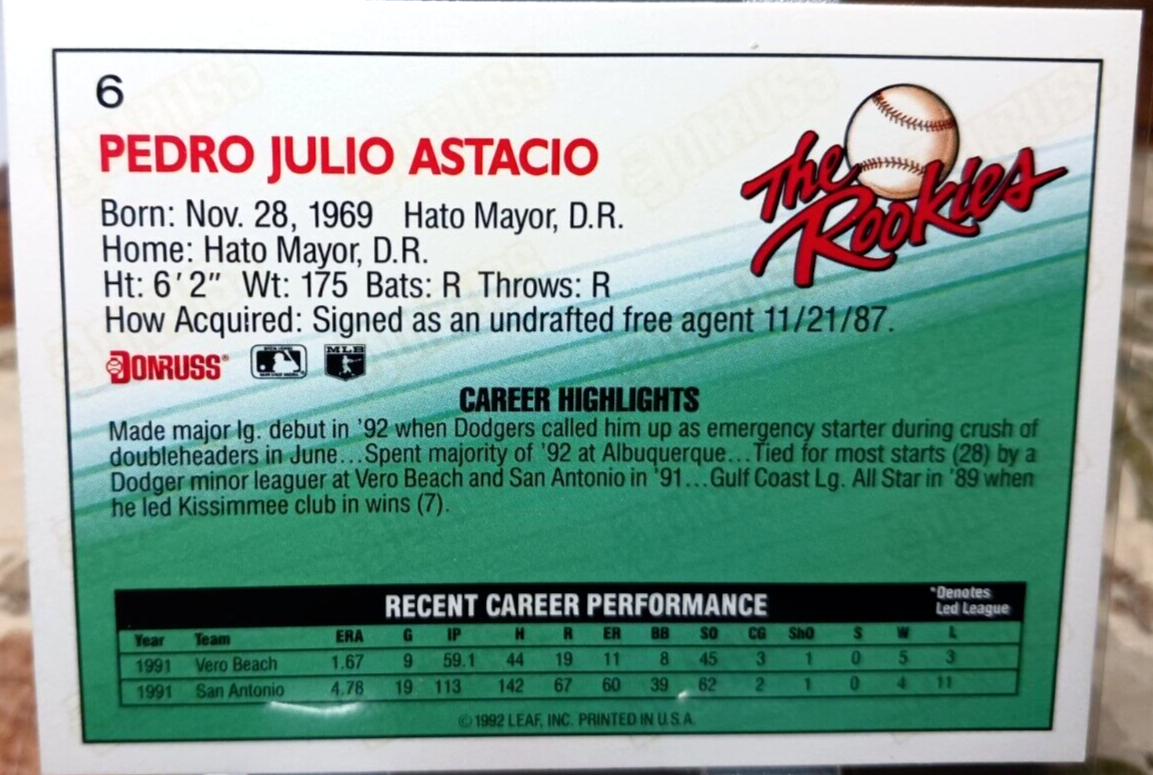 6
The
Rookies
PEDRO JULIO ASTACIO
Born: Nov. 28, 1969 Hato Mayor, D.R.
Home: Hato Mayor, D.R.
Ht: 6'2" Wt: 175 Bats: R Throws: R
How Acquired: Signed as an undrafted free agent 11/21/87.
DONRUSS® MLB
CAREER HIGHLIGHTS
Made major lg. debut in '92 when Dodgers called him up as emergency starter during crush of
doubleheaders in June...Spent majority of '92 at Albuquerque...Tied for most starts (28) by a
Dodger minor leaguer at Vero Beach and San Antonio in '91...Gulf Coast Lg. All Star in '89 when
he led Kissimmee club in wins (7).
RECENT CAREER PERFORMANCE
*Denotes
Led League
Year Team ERA G IP H R ER BB SO CG ShO S W L
1991 Vero Beach 1.67 9 59.1 44 19 11 8 45 3 1 0 5 3
1991 San Antonio 4.78 19 113 142 67 60 39 62 2 1 0 4 11
©1992 LEAF, INC. PRINTED IN U.S.A.